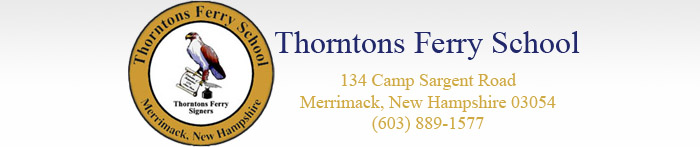 Thorntons Ferry School
Thorntons Ferry
Signers
Merrimack, New Hampshire
Thorntons Ferry School
134 Camp Sargent Road
Merrimack, New Hampshire 03054
(603) 889-1577